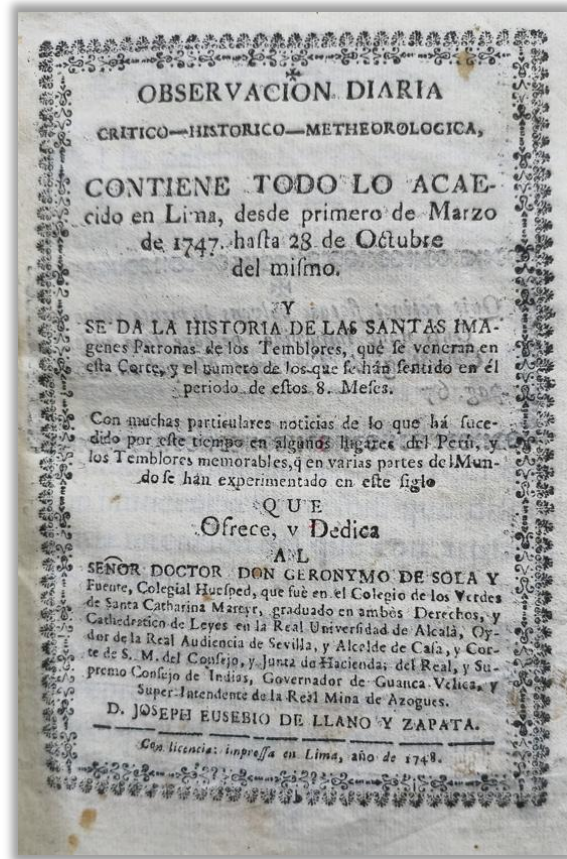 OBSERVACION DIARIA
CRITICO—HISTORICO—METHEOROLOGICA,
CONTIENE TODO LO ACAE-
cido en Lima, desde primero de Marzo
de 1747. hasta 28 de Octubre
del mismo.
Y
SE DA LA HISTORIA DE LAS SANTAS IMA-
genes Patronas de los Temblores, que se veneran en
esta Corte, y el numero de los que se hán sentido en él
periodo de estos 8. Meses.
Con muchas particulares noticias de lo que há suce-
dido por este tiempo en algunos lugares del Perú, y
los Temblores memorables, q̃ en varias partes del Mun-
do se hán experimentado en este siglo
QUE
Ofrece, y Dedica
AL
SEÑOR DOCTOR DON GERONYMO DE SOLA Y
Fuente, Colegial Huesped, que fuè en el Colegio de los Verdes
de Santa Catharina Martyr, graduado en ambos Derechos, y
Cathedratico de Leyes en la Real Universidad de Alcalà, Oy-
dor de la Real Audiencia de Sevilla, y Alcalde de Casa, y Cor-
te de S. M. del Consejo, y Junta de Hacienda; del Real, y Su-
premo Consejo de Indias, Governador de Guanca-Velica, y
Super-Intendente de la Real Mina de Azogues.
D. JOSEPH EUSEBIO DE LLANO Y ZAPATA.
Con licencia: impressa en Lima, año de 1748.